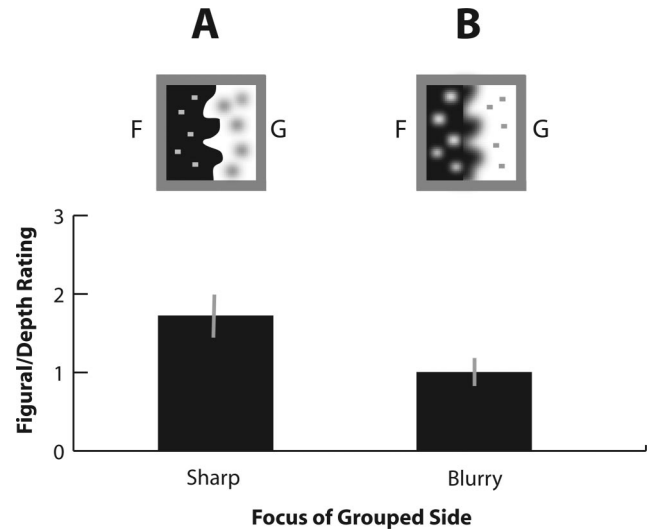 A B
F G F G
3
2
1
0
Figural/Depth Rating
Sharp Blurry
Focus of Grouped Side